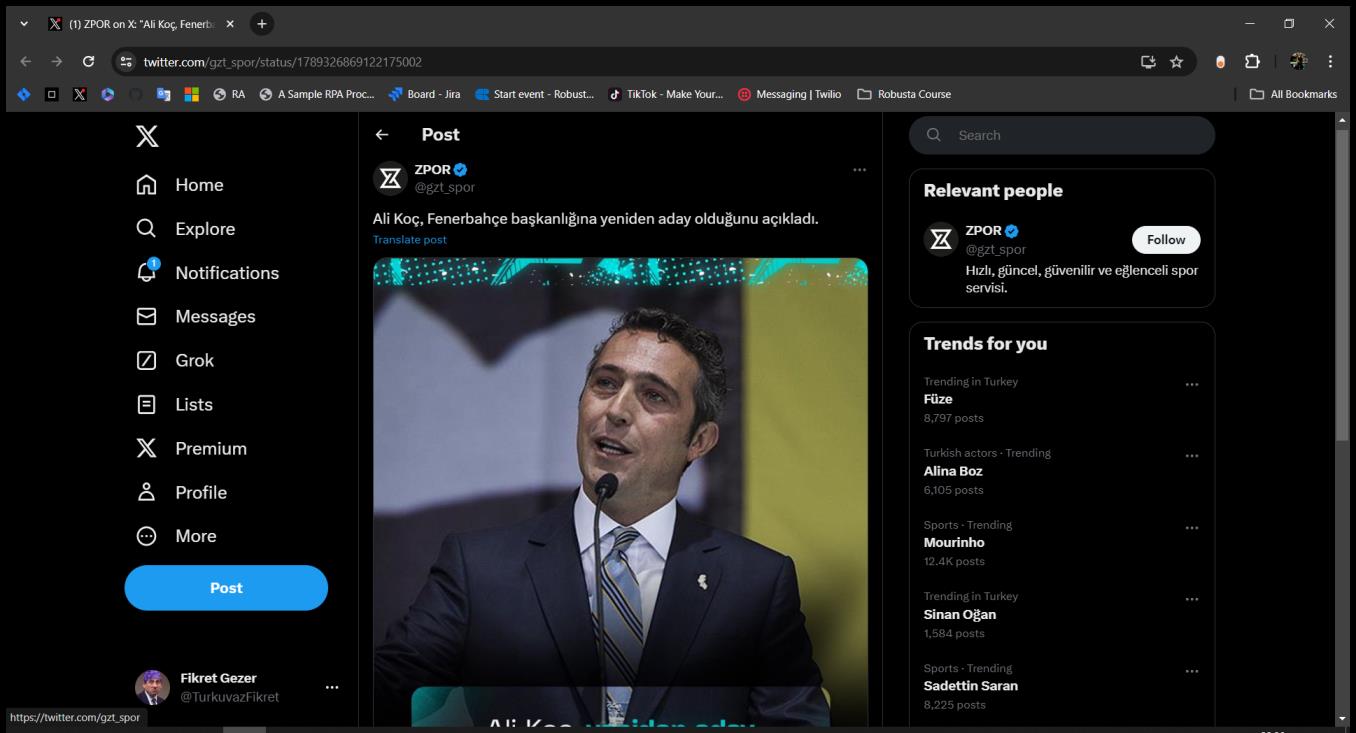 (1) ZPOR on X: "Ali Koç, Fenerb
twitter.com/gzt_spor/status/1789326869122175002
RA
A Sample RPA Proc...
Board - Jira
Start event - Robust...
TikTok - Make Your...
Messaging | Twilio
Robusta Course
All Bookmarks
Home
Explore
1
Notifications
Messages
Grok
Lists
Premium
Profile
More
Post
Fikret Gezer
@TurkuvazFikret
https://twitter.com/gzt_spor
Post
ZPOR
@gzt_spor
Ali Koç, Fenerbahçe başkanlığına yeniden aday olduğunu açıkladı.
Translate post
Ali Koç, yeniden aday
Search
Relevant people
ZPOR
@gzt_spor
Follow
Hızlı, güncel, güvenilir ve eğlenceli spor
servisi.
Trends for you
Trending in Turkey
Füze
8,797 posts
Turkish actors · Trending
Alina Boz
6,105 posts
Sports · Trending
Mourinho
12.4K posts
Trending in Turkey
Sinan Oğan
1,584 posts
Sports · Trending
Sadettin Saran
8,225 posts